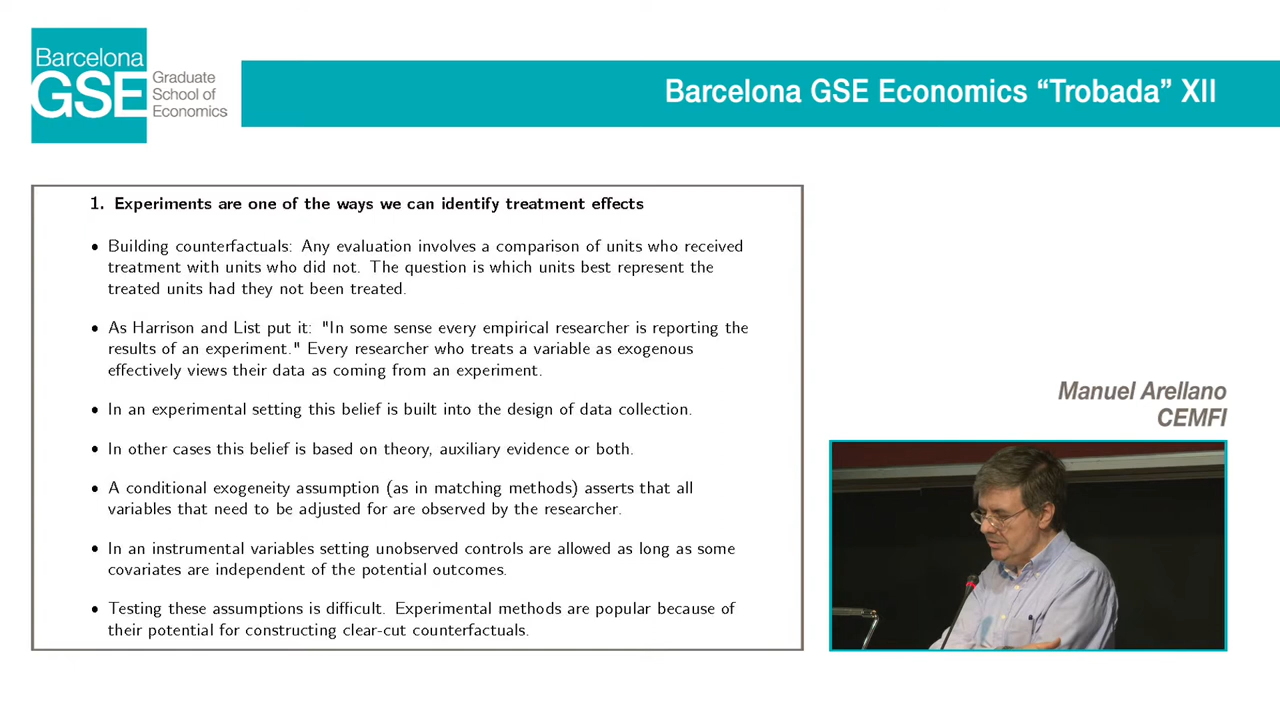 Barcelona
GSE
Graduate
School of
Economics
Barcelona GSE Economics “Trobada” XII
1. Experiments are one of the ways we can identify treatment effects
• Building counterfactuals: Any evaluation involves a comparison of units who received
treatment with units who did not. The question is which units best represent the
treated units had they not been treated.
• As Harrison and List put it: "In some sense every empirical researcher is reporting the
results of an experiment." Every researcher who treats a variable as exogenous
effectively views their data as coming from an experiment.
• In an experimental setting this belief is built into the design of data collection.
• In other cases this belief is based on theory, auxiliary evidence or both.
• A conditional exogeneity assumption (as in matching methods) asserts that all
variables that need to be adjusted for are observed by the researcher.
• In an instrumental variables setting unobserved controls are allowed as long as some
covariates are independent of the potential outcomes.
• Testing these assumptions is difficult. Experimental methods are popular because of
their potential for constructing clear-cut counterfactuals.
Manuel Arellano
CEMFI